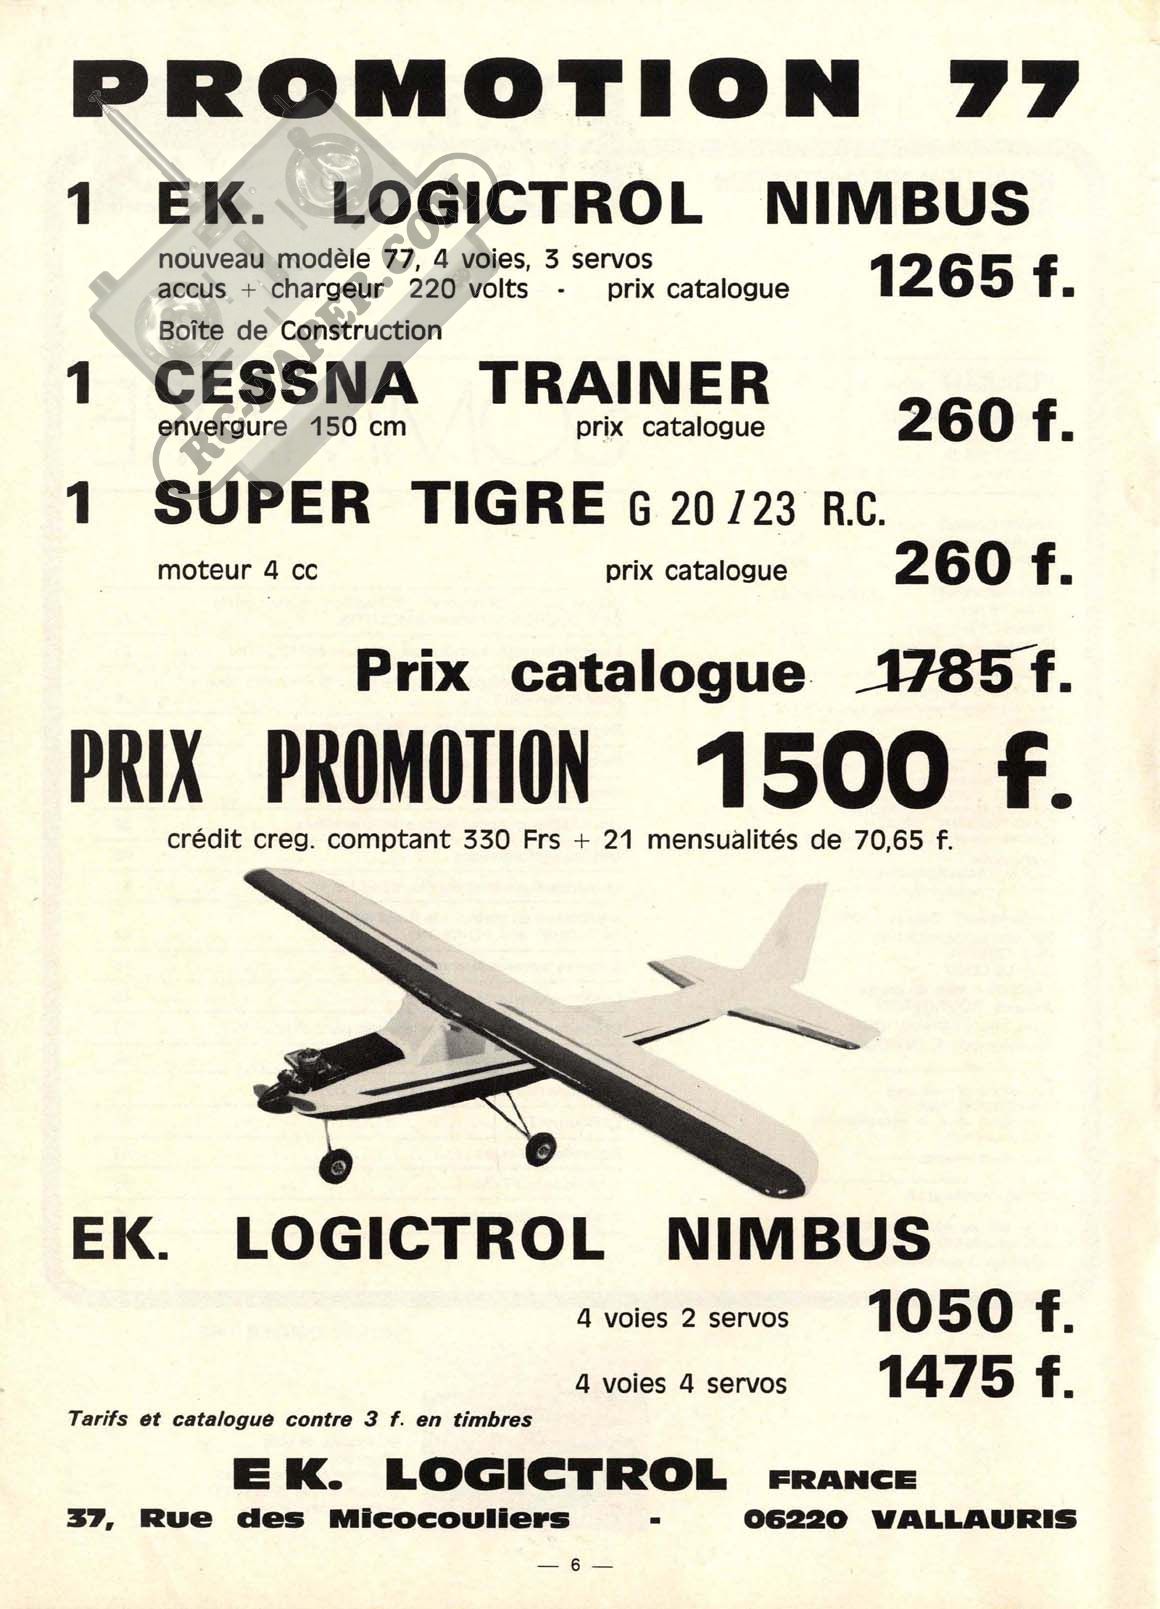 PROMOTION 77
1 EK. LOGICTROL NIMBUS
nouveau modèle 77, 4 voies, 3 servos
accus + chargeur 220 volts - prix catalogue 1265 f.
Boîte de Construction
1 CESSNA TRAINER
envergure 150 cm prix catalogue 260 f.
1 SUPER TIGRE G 20/23 R.C.
moteur 4 cc prix catalogue 260 f.
Prix catalogue 1785 f.
PRIX PROMOTION 1500 f.
crédit creg. comptant 330 Frs + 21 mensualités de 70,65 f.
EK. LOGICTROL NIMBUS
4 voies 2 servos 1050 f.
4 voies 4 servos 1475 f.
Tarifs et catalogue contre 3 f. en timbres
EK. LOGICTROL FRANCE
37, Rue des Micocouliers - 06220 VALLAURIS
— 6 —
RC-PAPER.COM